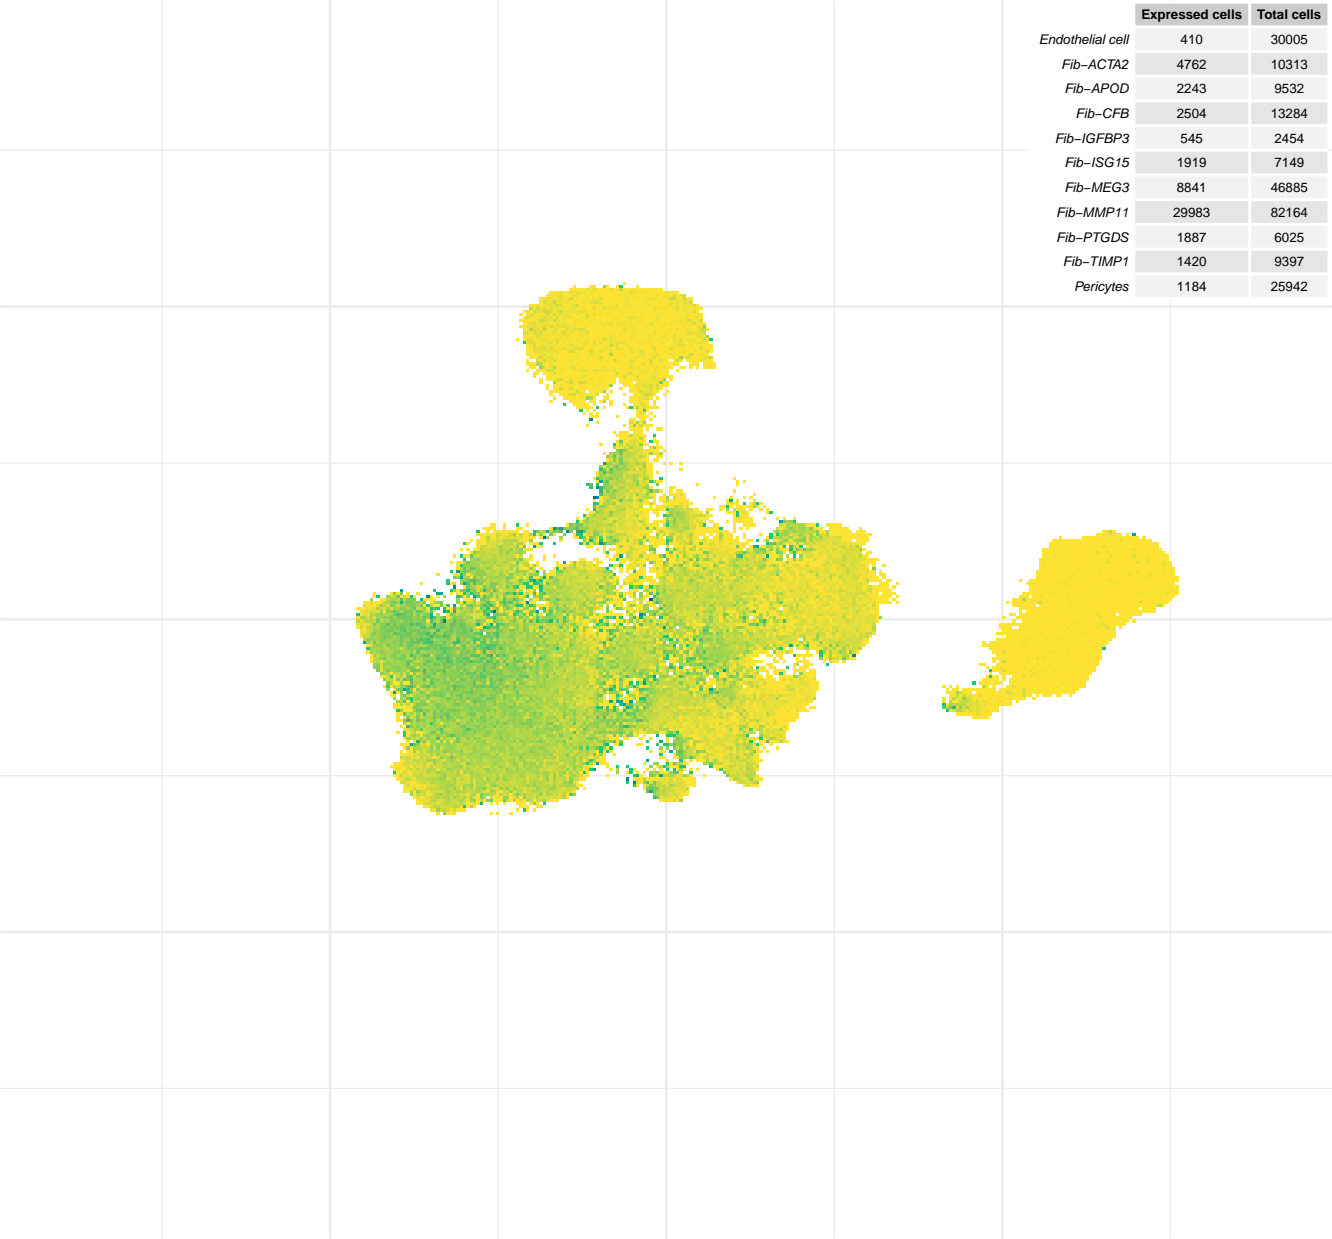 Expressed cells Total cells
Endothelial cell 410 30005
Fib−ACTA2 4762 10313
Fib−APOD 2243 9532
Fib−CFB 2504 13284
Fib−IGFBP3 545 2454
Fib−ISG15 1919 7149
Fib−MEG3 8841 46885
Fib−MMP11 29983 82164
Fib−PTGDS 1887 6025
Fib−TIMP1 1420 9397
Pericytes 1184 25942